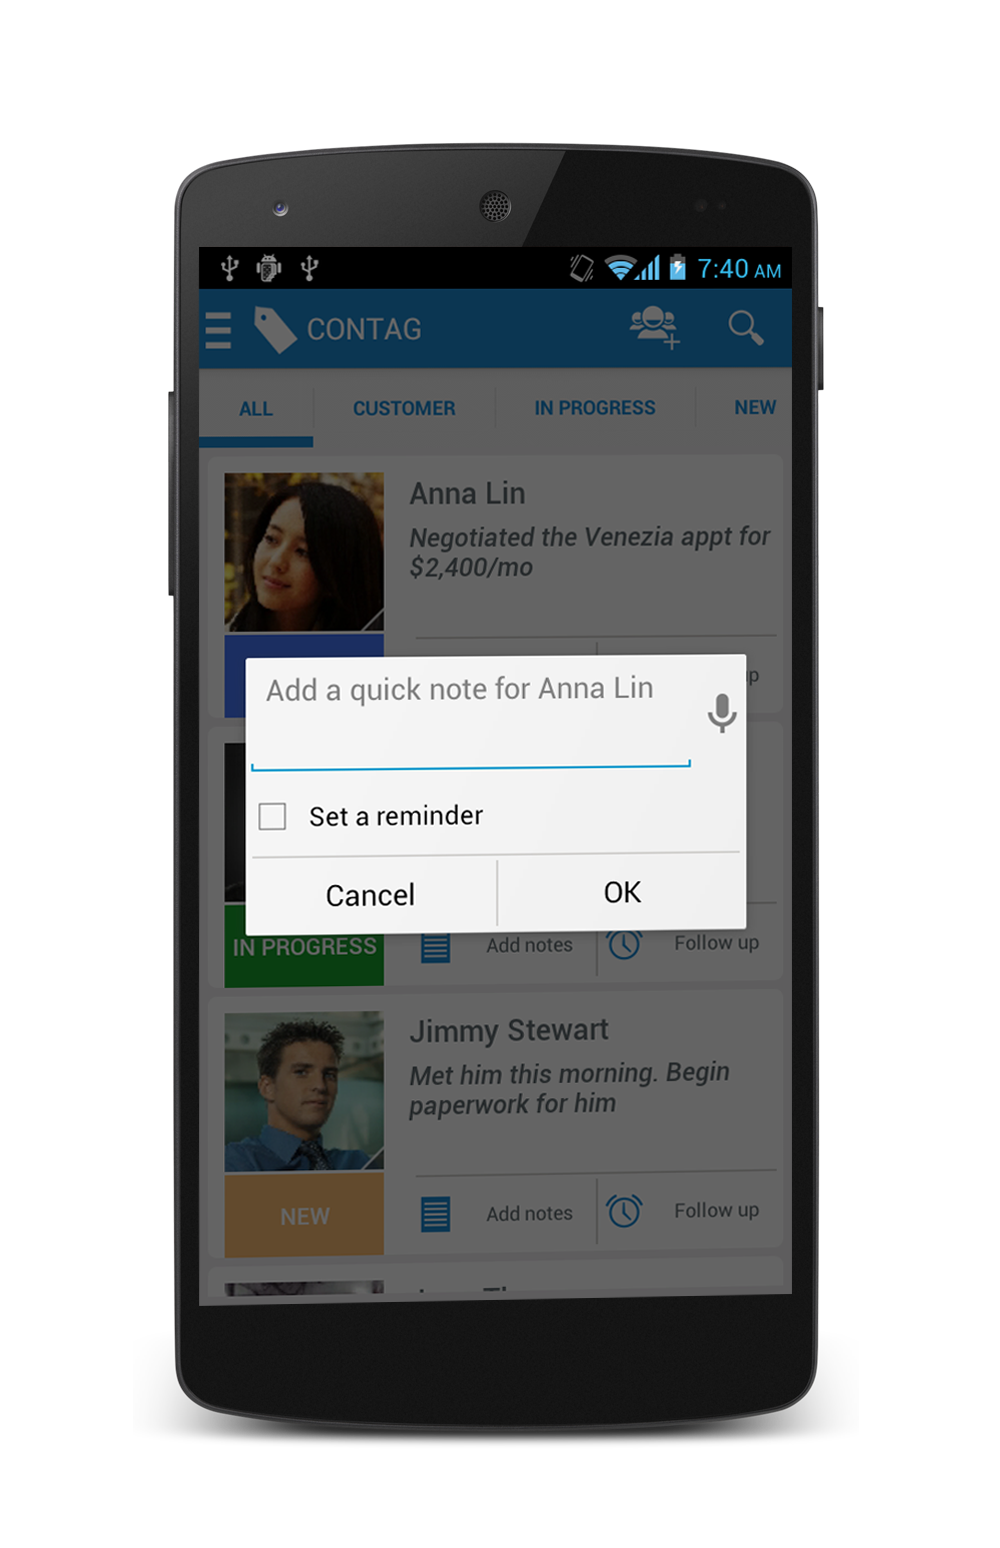 7:40 AM
CONTAG
ALL
CUSTOMER
IN PROGRESS
NEW
Anna Lin
Negotiated the Venezia appt for
$2,400/mo
up
Add a quick note for Anna Lin
Set a reminder
Cancel
OK
IN PROGRESS
Add notes
Follow up
Jimmy Stewart
Met him this morning. Begin
paperwork for him
NEW
Add notes
Follow up